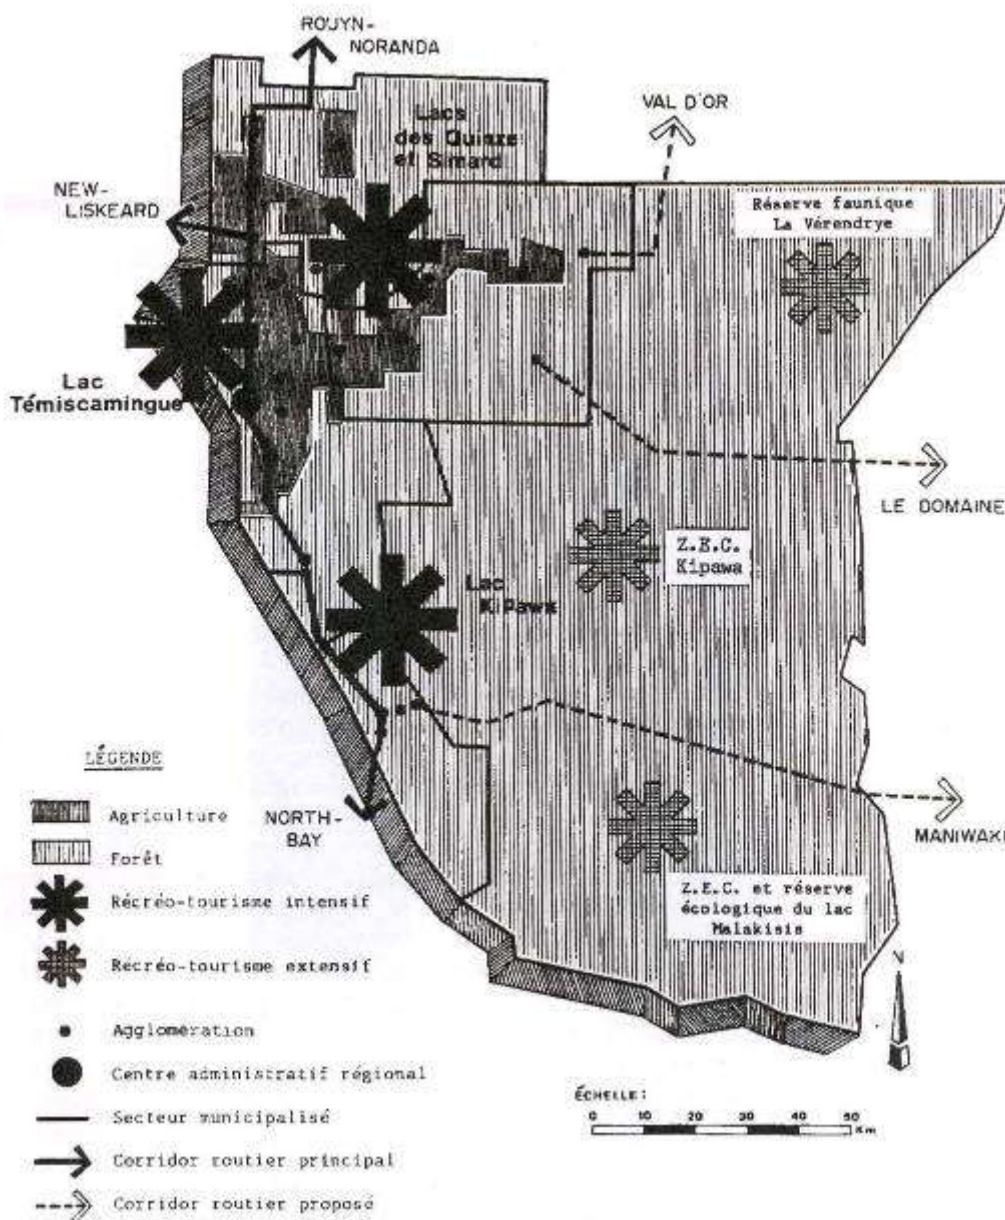 ROUYN-
NORANDA
VAL D'OR
Lacs
des Quinze
et Simard
NEW-
LISKEARD
Réserve faunique
La Vérendrye
Lac
Témiscamingue
LE DOMAINE
Z.E.C.
Kipawa
Lac
Kipawa
LÉGENDE
NORTH-
BAY
MANIWAKI
Agriculture
Forêt
Récréo-tourisme intensif
Récréo-tourisme extensif
Z.E.C. et réserve
écologique du lac
Malakisis
N
Agglomération
Centre administratif régional
Secteur municipalisé
Corridor routier principal
Corridor routier proposé
ÉCHELLE:
0 10 20 30 40 50
Km